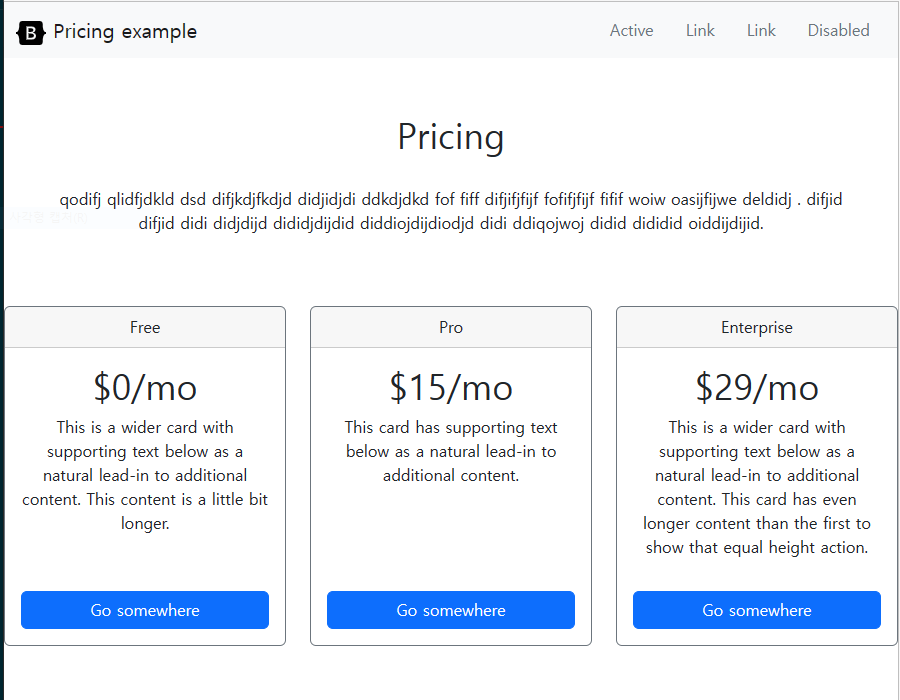 B Pricing example
Active Link Link Disabled
Pricing
qodifj qlidfjdkld dsd difjkdjfkdjd didjidjdi ddkdjdkd fof fiff difjifjfijf fofifjfijf fifif woiw oasijfijwe deldidj . difjid
difjid didi didjdijd dididjdijdid diddiojdijdiodjd didi ddiqojwoj didid dididid oiddijdijid.
Free
$0/mo
This is a wider card with
supporting text below as a
natural lead-in to additional
content. This content is a little bit
longer.
Go somewhere
Pro
$15/mo
This card has supporting text
below as a natural lead-in to
additional content.
Go somewhere
Enterprise
$29/mo
This is a wider card with
supporting text below as a
natural lead-in to additional
content. This card has even
longer content than the first to
show that equal height action.
Go somewhere